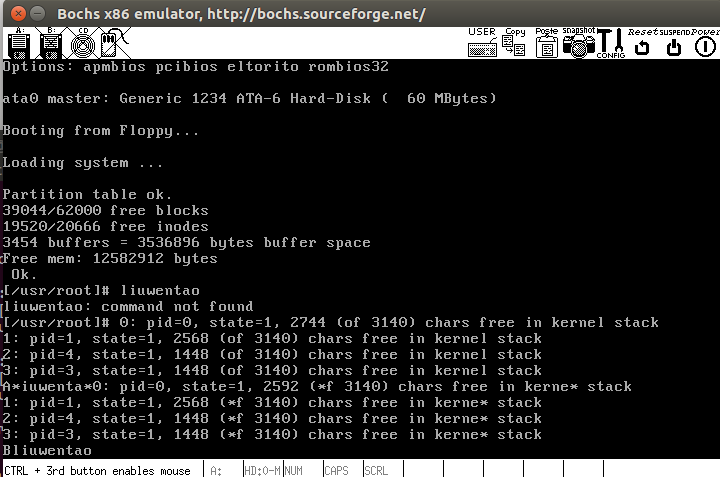 Bochs x86 emulator, http://bochs.sourceforge.net/
A: B: CD USER Copy Paste snapshot CONFIG Reset SUSPEND Power
Options: apmbios pcibios eltorito rombios32
ata0 master: Generic 1234 ATA-6 Hard-Disk (  60 MBytes)
Booting from Floppy...
Loading system ...
Partition table ok.
39044/62000 free blocks
19520/20666 free inodes
3454 buffers = 3536896 bytes buffer space
Free mem: 12582912 bytes
 Ok.
[/usr/root]# liuwentao
liuwentao: command not found
[/usr/root]# 0: pid=0, state=1, 2744 (of 3140) chars free in kernel stack
1: pid=1, state=1, 2568 (of 3140) chars free in kernel stack
2: pid=4, state=1, 1448 (of 3140) chars free in kernel stack
3: pid=3, state=1, 1448 (of 3140) chars free in kernel stack
A*iuwenta*0: pid=0, state=1, 2592 (*f 3140) chars free in kerne* stack
1: pid=1, state=1, 2568 (*f 3140) chars free in kerne* stack
2: pid=4, state=1, 1448 (*f 3140) chars free in kerne* stack
3: pid=3, state=1, 1448 (*f 3140) chars free in kerne* stack
Bliuwentao
CTRL + 3rd button enables mouse A: HD:0-M NUM CAPS SCRL